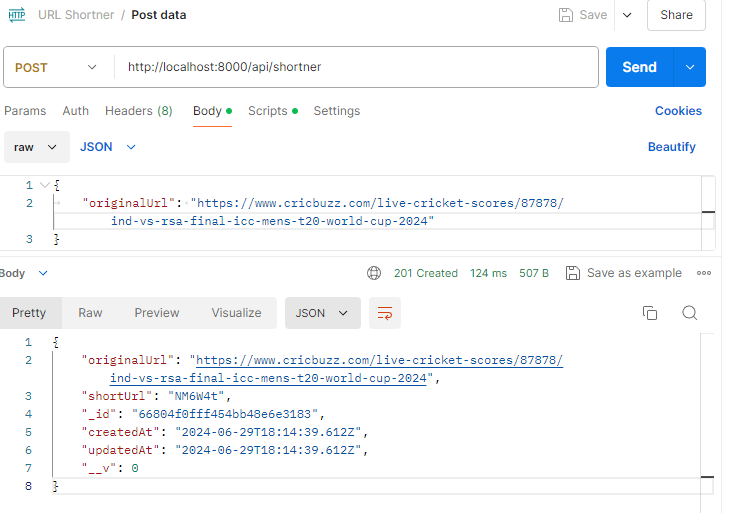 HTTP URL Shortner / Post data Save Share
POST http://localhost:8000/api/shortner Send
Params Auth Headers (8) Body Scripts Settings Cookies
raw JSON Beautify
1 {
2 "originalUrl": "https://www.cricbuzz.com/live-cricket-scores/87878/
ind-vs-rsa-final-icc-mens-t20-world-cup-2024"
3 }
Body 201 Created 124 ms 507 B Save as example
Pretty Raw Preview Visualize JSON
1 {
2 "originalUrl": "https://www.cricbuzz.com/live-cricket-scores/87878/
ind-vs-rsa-final-icc-mens-t20-world-cup-2024",
3 "shortUrl": "NM6W4t",
4 "_id": "66804f0fff454bb48e6e3183",
5 "createdAt": "2024-06-29T18:14:39.612Z",
6 "updatedAt": "2024-06-29T18:14:39.612Z",
7 "__v": 0
8 }